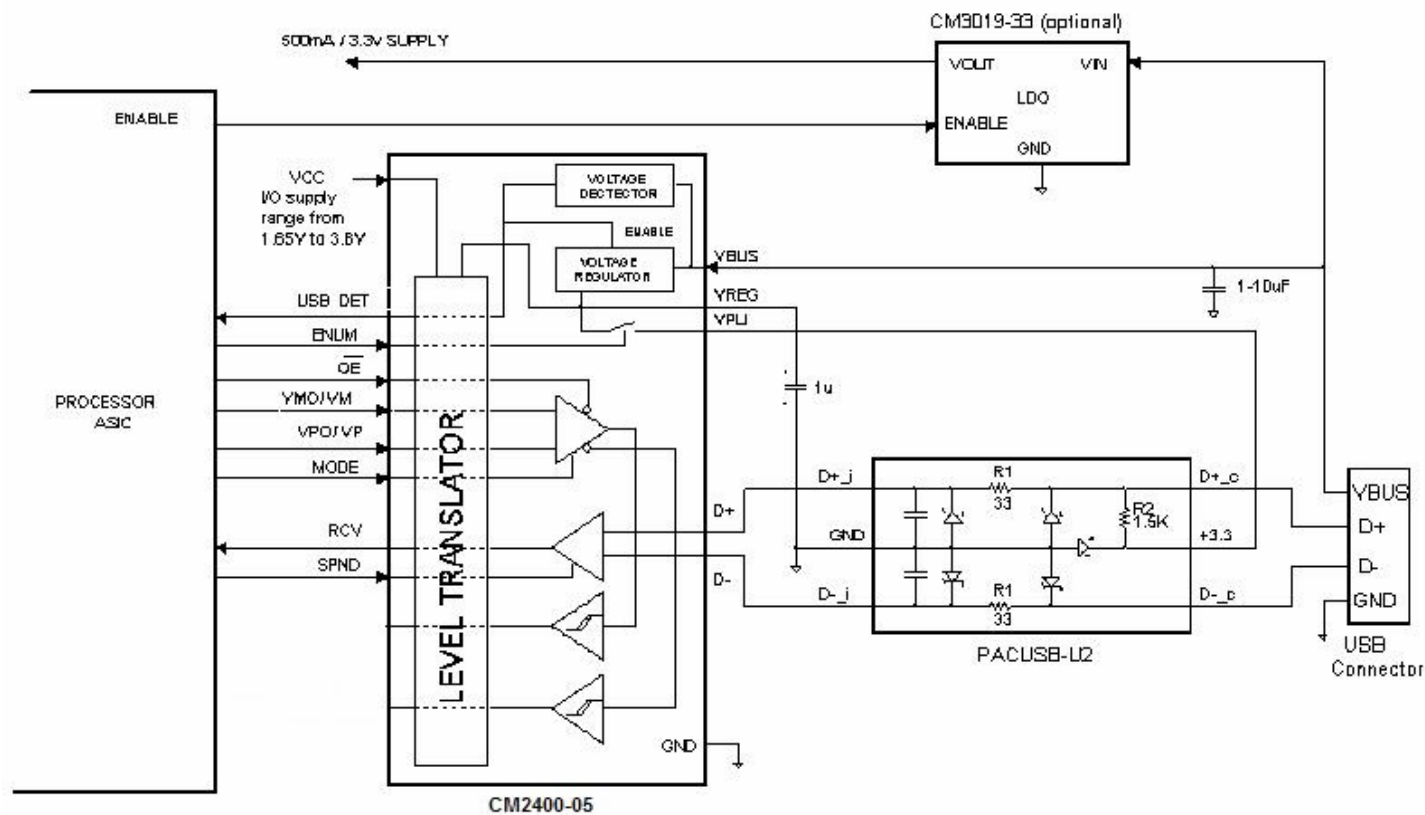 CM3019-33 (optional)
500mA / 3.3v SUPPLY
VOUT
VIN
LDO
ENABLE
GND
ENABLE
VCC
I/O supply
range from
1.65V to 3.6V
VOLTAGE
DECTECTOR
ENABLE
VOLTAGE
REGULATOR
VBUS
VREG
VPU
1-10uF
1u
USB DET
ENUM
OE
VMO/VM
VPO/VP
MODE
RCV
SPND
PROCESSOR
ASIC
LEVEL TRANSLATOR
D+
D-
GND
CM2400-05
D+_i
GND
D-_i
R1
33
R2
1.5K
R1
33
D+_c
+3.3
D-_c
PACUSB-U2
VBUS
D+
D-
GND
USB
Connector